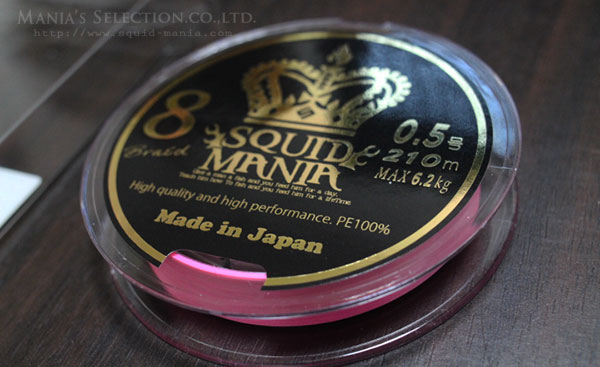 MANIA'S SELECTION.CO.,LTD.
http://www.squid-mania.com
8
Braid
SQUID
MANIA
0.5号
210m
MAX 6.2kg
Give a man a fish and you feed him for a day.
Teach him how To fish and you feed him for a lifetime
High quality and high performance. PE100%
Made in Japan